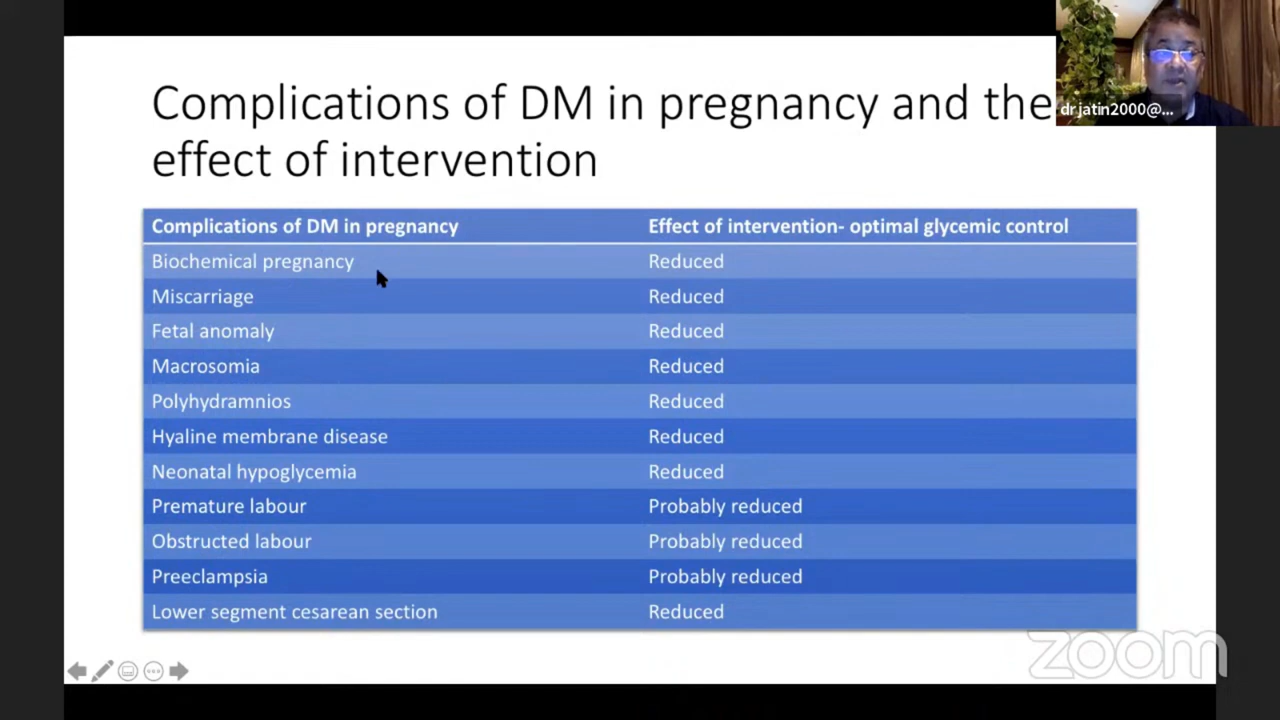 Complications of DM in pregnancy and the
effect of intervention
dr.jatin2000@...
Complications of DM in pregnancy Effect of intervention- optimal glycemic control
Biochemical pregnancy Reduced
Miscarriage Reduced
Fetal anomaly Reduced
Macrosomia Reduced
Polyhydramnios Reduced
Hyaline membrane disease Reduced
Neonatal hypoglycemia Reduced
Premature labour Probably reduced
Obstructed labour Probably reduced
Preeclampsia Probably reduced
Lower segment cesarean section Reduced
zoom